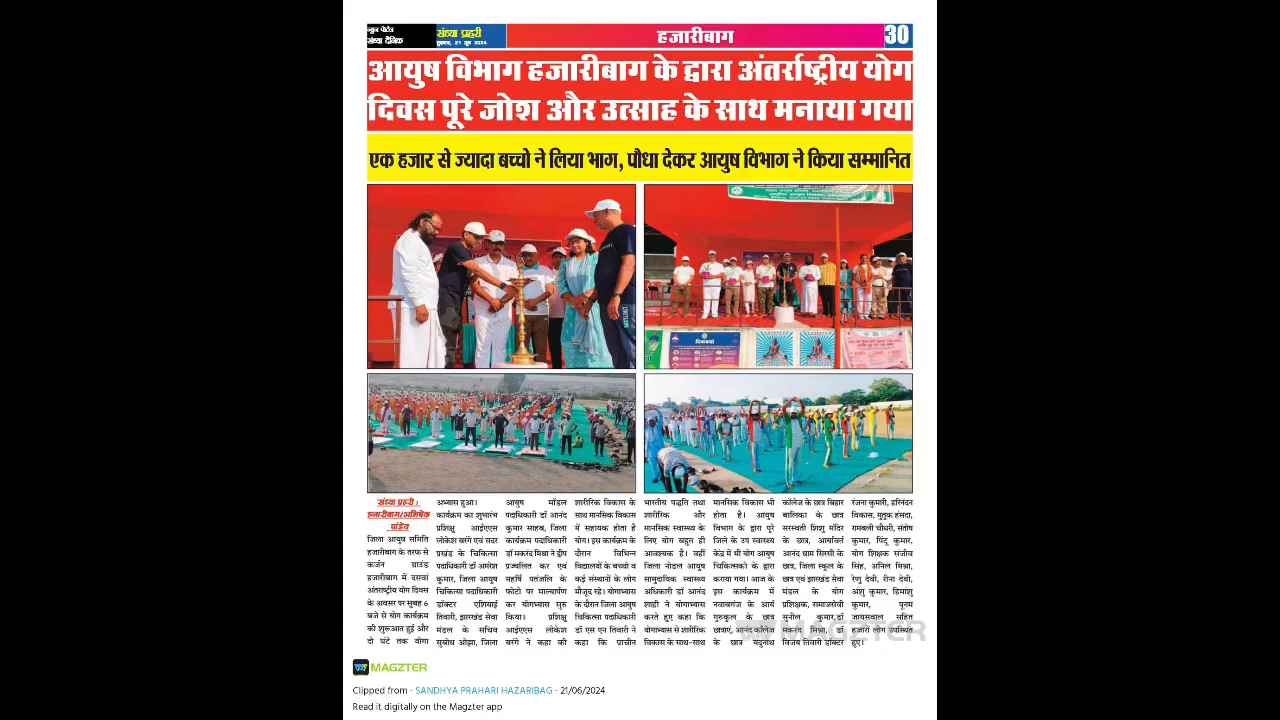 न्यूज पोर्टल
संध्या दैनिक
संध्या प्रहरी
शुक्रवार, 21 जून 2024
हजारीबाग
30
आयुष विभाग हजारीबाग के द्वारा अंतर्राष्ट्रीय योग
दिवस पूरे जोश और उत्साह के साथ मनाया गया
एक हजार से ज्यादा बच्चो ने लिया भाग, पौधा देकर आयुष विभाग ने किया सम्मानित
दिनचर्या
संध्या प्रहरी :
हजारीबाग/अभिषेक
पांडेय
जिला आयुष समिति
हजारीबाग के तरफ से
कर्जन ग्राउंड
हजारीबाग में दसवां
अंतराष्ट्रीय योग दिवस
के अवसर पर सुबह 6
बजे से योग कार्यक्रम
की शुरूआत हुई और
दो घंटे तक योगा
अभ्यास हुआ।
कार्यक्रम का शुभारंभ
प्रशिक्षु आईएएस
लोकेश बरंगे एवं सदर
प्रखंड के चिकित्सा
पदाधिकारी डॉ अमरेश
कुमार, जिला आयुष
चिकित्सा पदाधिकारी
डॉक्टर एशियाई
तिवारी, झारखंड सेवा
मंडल के सचिव
सुबोध ओझा, जिला
आयुष मॉडल
पदाधिकारी डॉ आनंद
कुमार साहब, जिला
कार्यक्रम पदाधिकारी
डॉ मकरंद मिश्रा ने द्वीप
प्रज्वलित कर एवं
महर्षि पतंजलि के
फोटो पर माल्यार्पण
कर योगभ्यास सुरु
किया। प्रशिक्षु
आईएएस लोकेश
बरंगे ने कहा की
शारीरिक विकास के
साथ मानसिक विकास
में सहायक होता है
योग। इस कार्यक्रम के
दौरान विभिन्न
विद्यालयों के बच्चो व
कई संस्थानों के लोग
मौजूद रहे। योगाभ्यास
के दौरान जिला आयुष
चिकित्सा पदाधिकारी
डॉ एस एन तिवारी ने
कहा कि प्राचीन
भारतीय पद्धति तथा
शारीरिक और
मानसिक स्वास्थ्य के
लिए योग बहुत ही
आवश्यक है। वहीं
जिला नोडल आयुष
सामुदायिक स्वास्थ्य
अधिकारी डॉ आनंद
शाही ने योगाभ्यास
करते हुए कहा कि
योगाभ्यास से शारीरिक
विकास के साथ-साथ
मानसिक विकास भी
होता है। आयुष
विभाग के द्वारा पूरे
जिले के उप स्वास्थ्य
केंद्र में भी योग आयुष
चिकित्सको के द्वारा
कराया गया। आज के
इस कार्यक्रम में
नवाबगंज के आर्य
गुरुकुल के छात्र
छात्राएं, आनंद कॉलेज
के छात्र यदुनाथ
कॉलेज के छात्र बिहार
बालिका के छात्र
सरस्वती शिशु मंदिर
के छात्र, आर्यावर्त
आनंद धाम सिरसी के
छात्र, जिला स्कूल के
छात्र एवं झारखंड सेवा
मंडल के योग
प्रशिक्षक, समाजसेवी
सुनील कुमार,डॉ
मकरंद मिश्रा, डॉ
विजय तिवारी डॉक्टर
रंजना कुमारी, हरिनंदन
विकास, मुतुक हंसदा,
रामबली चौधरी, संतोष
कुमार, पिंटू कुमार,
योग शिक्षक संजीव
सिंह, अनिल मिश्रा,
रेणु देवी, रीना देवी,
अंशु कुमार, हिमांशु
कुमार, पूनम
जायसवाल सहित
हजारों लोग उपस्थित
हुए।
MAGZTER
MAGZTER
Clipped from - SANDHYA PRAHARI HAZARIBAG - 21/06/2024
Read it digitally on the Magzter app